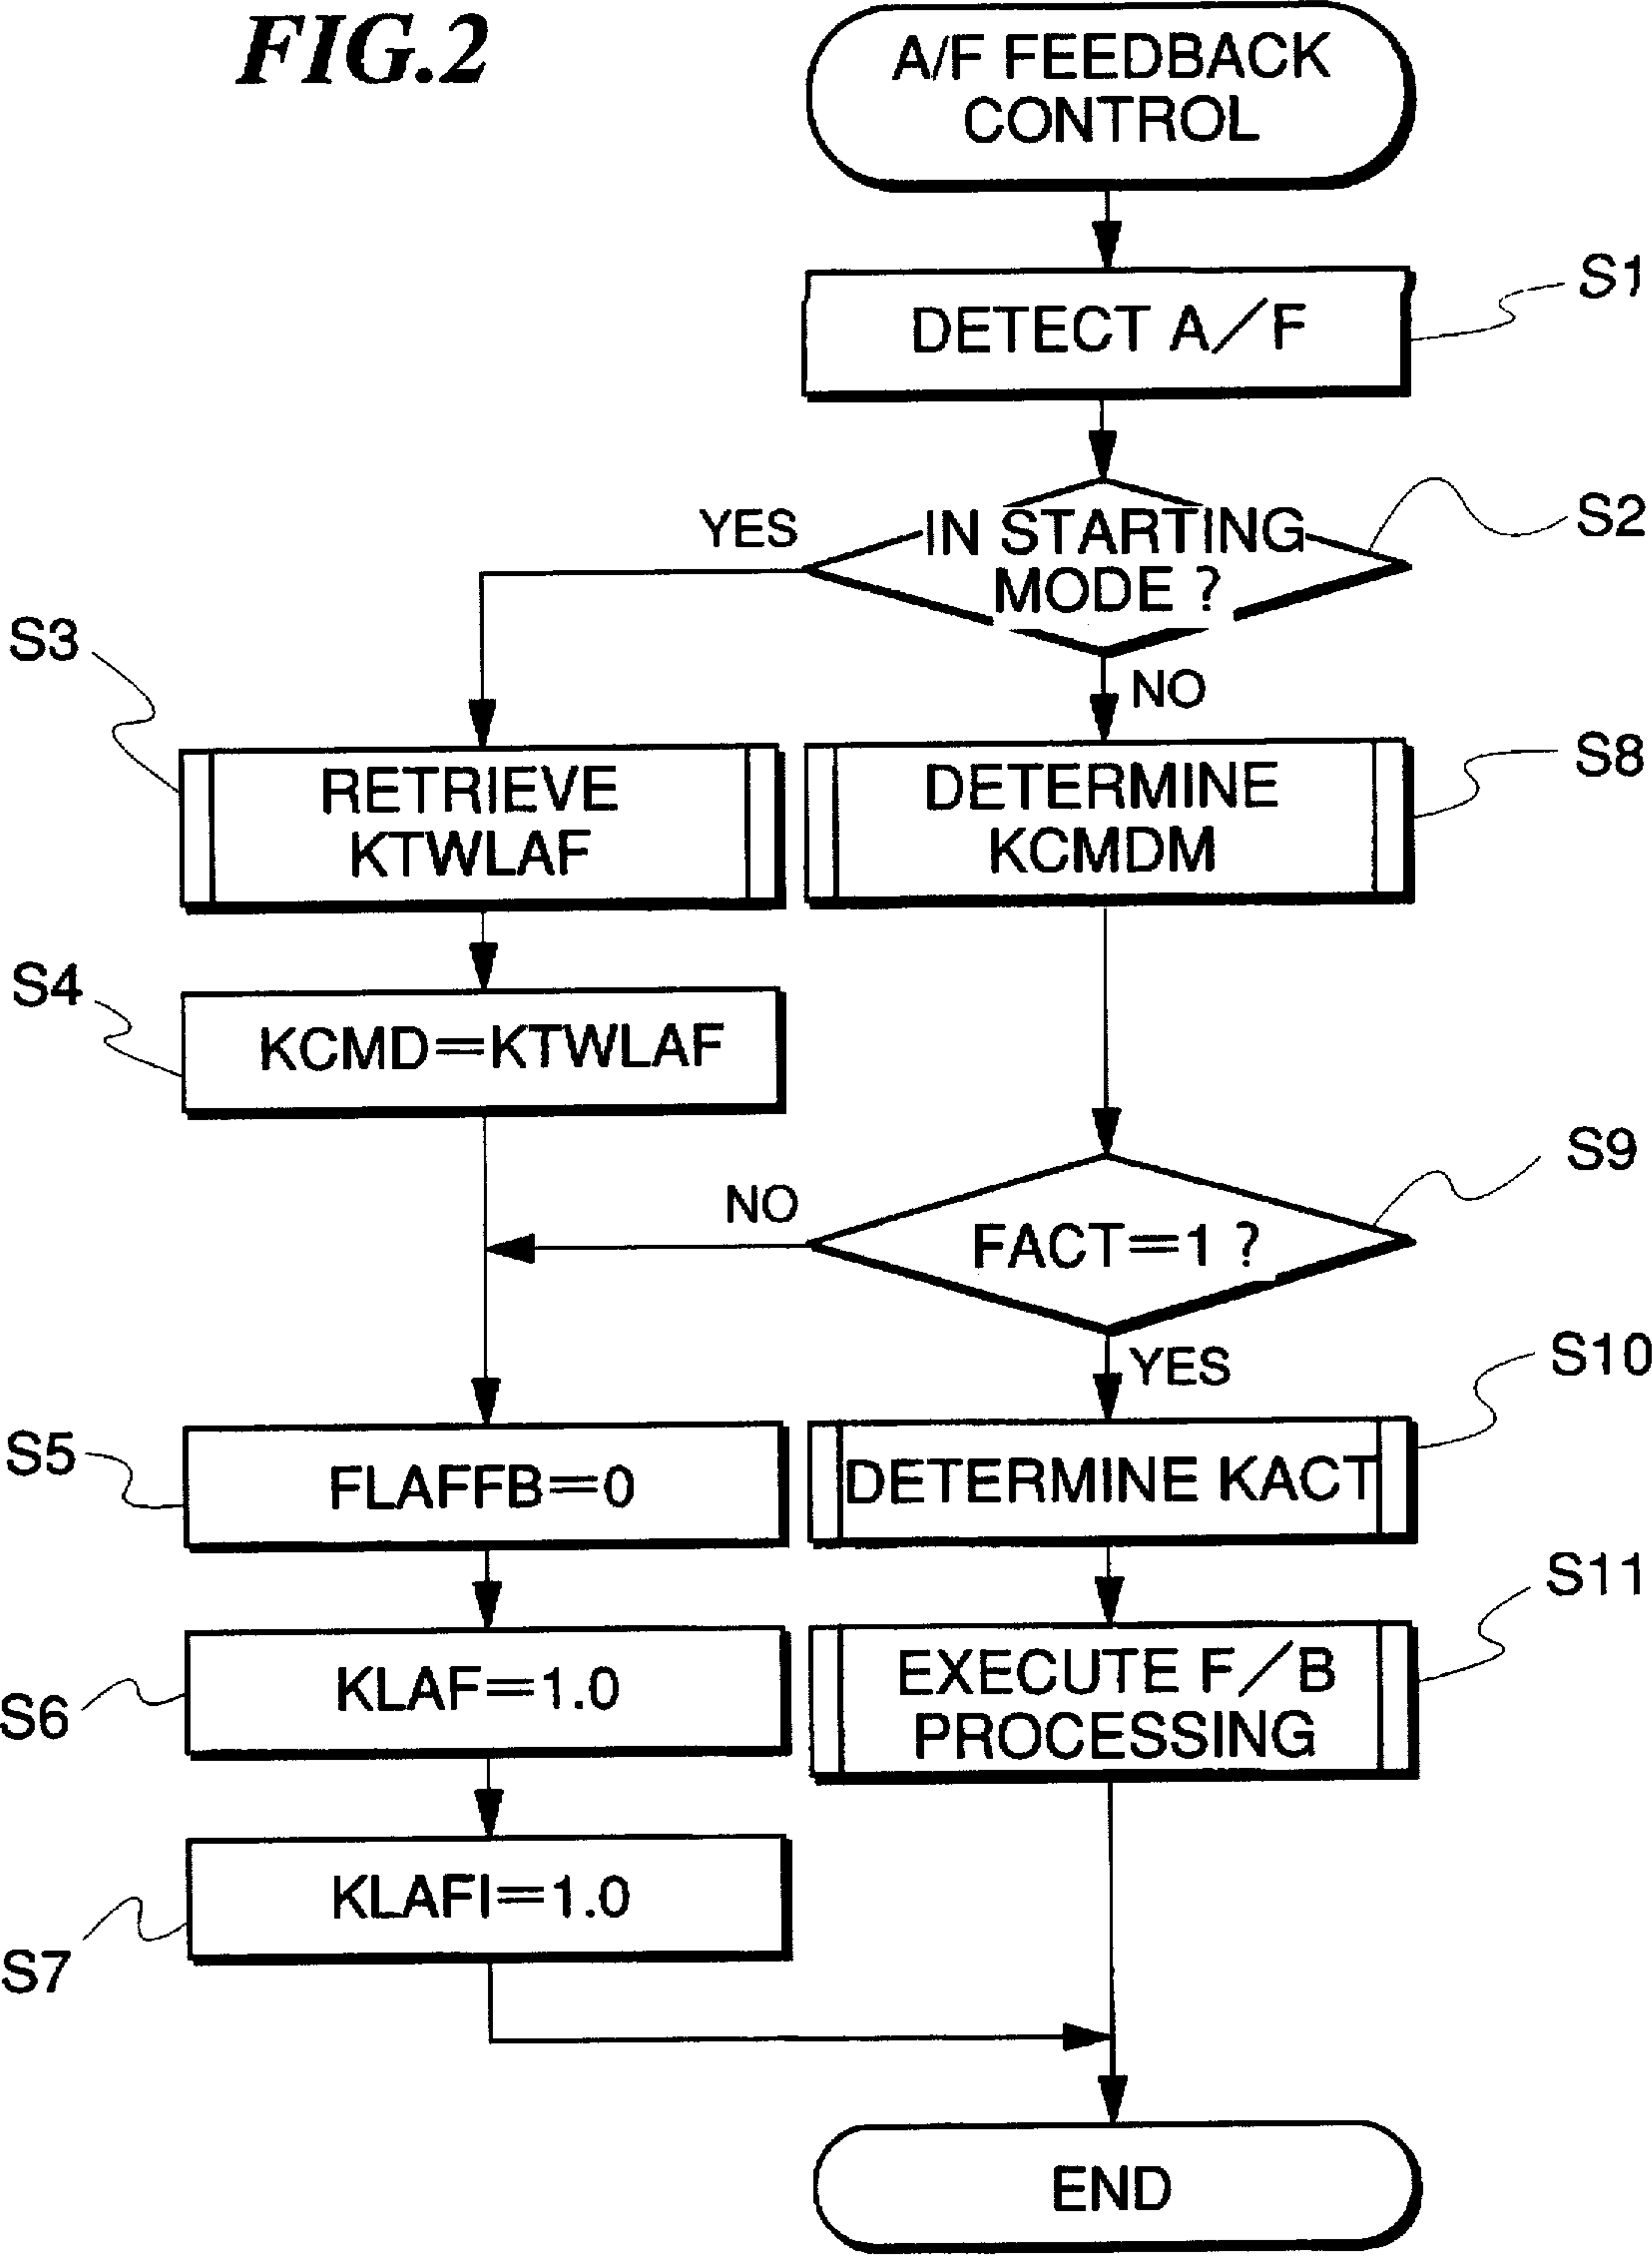 FIG.2
A/F FEEDBACK
CONTROL
DETECT A/F
S1
IN STARTING
MODE ?
S2
YES
NO
S3
RETRIEVE
KTWLAF
DETERMINE
KCMDM
S8
S4
KCMD=KTWLAF
FACT=1 ?
S9
NO
YES
S5
FLAFFB=0
DETERMINE KACT
S10
S6
KLAF=1.0
EXECUTE F/B
PROCESSING
S11
S7
KLAFI=1.0
END